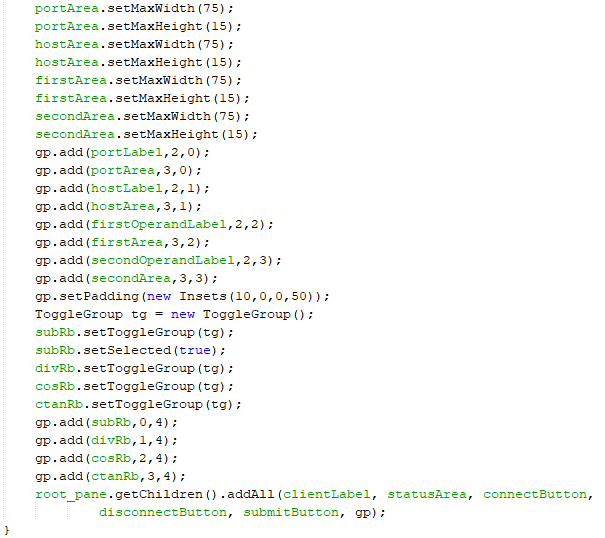 portArea.setMaxWidth(75);
portArea.setMaxHeight(15);
hostArea.setMaxWidth(75);
hostArea.setMaxHeight(15);
firstArea.setMaxWidth(75);
firstArea.setMaxHeight(15);
secondArea.setMaxWidth(75);
secondArea.setMaxHeight(15);
gp.add(portLabel,2,0);
gp.add(portArea,3,0);
gp.add(hostLabel,2,1);
gp.add(hostArea,3,1);
gp.add(firstOperandLabel,2,2);
gp.add(firstArea,3,2);
gp.add(secondOperandLabel,2,3);
gp.add(secondArea,3,3);
gp.setPadding(new Insets(10,0,0,50));
ToggleGroup tg = new ToggleGroup();
subRb.setToggleGroup(tg);
subRb.setSelected(true);
divRb.setToggleGroup(tg);
cosRb.setToggleGroup(tg);
ctanRb.setToggleGroup(tg);
gp.add(subRb,0,4);
gp.add(divRb,1,4);
gp.add(cosRb,2,4);
gp.add(ctanRb,3,4);
root_pane.getChildren().addAll(clientLabel, statusArea, connectButton,
disconnectButton, submitButton, gp);
}